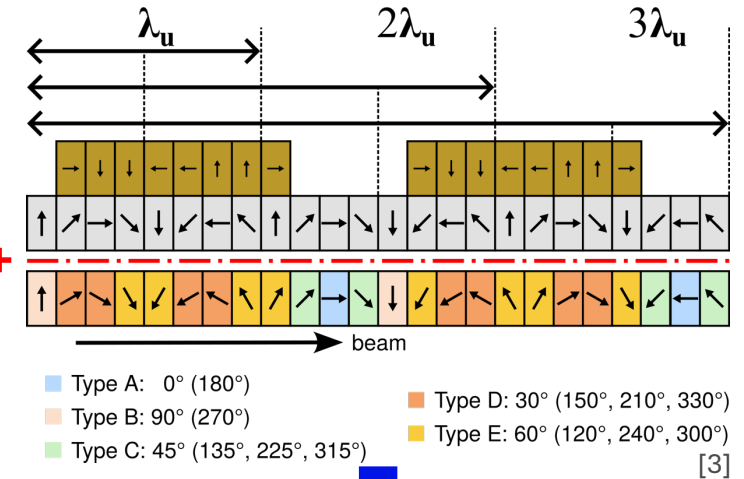 λu 2λu 3λu
beam
Type A: 0° (180°)
Type B: 90° (270°)
Type C: 45° (135°, 225°, 315°)
Type D: 30° (150°, 210°, 330°)
Type E: 60° (120°, 240°, 300°)
[3]